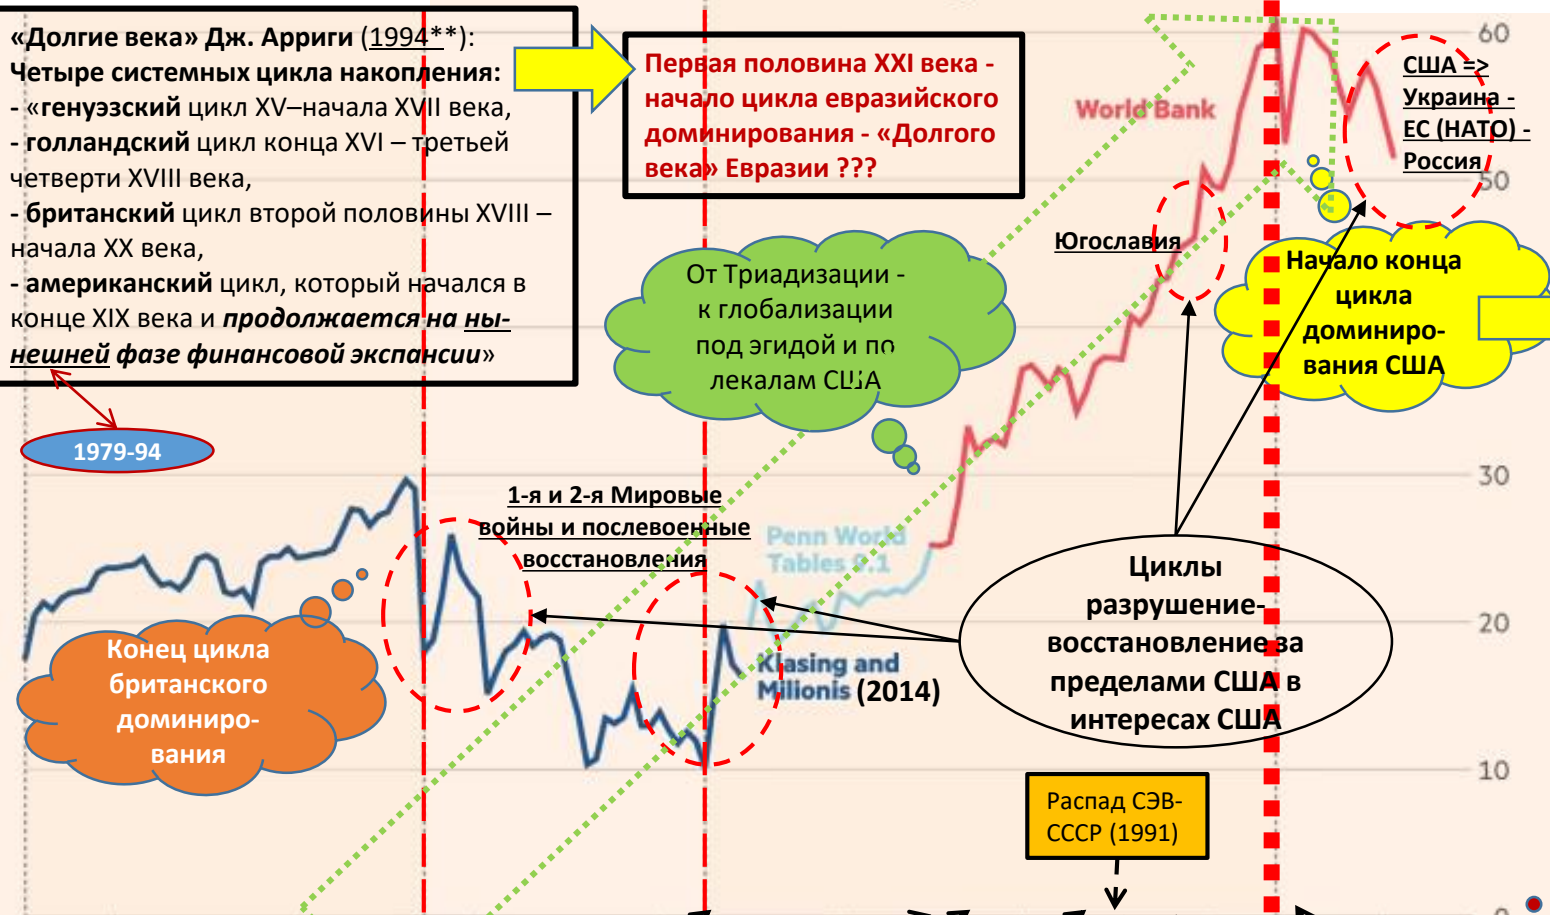 «Долгие века» Дж. Арриги (1994**):
Четыре системных цикла накопления:
- «генуэзский цикл XV–начала XVII века,
- голландский цикл конца XVI – третьей
четверти XVIII века,
- британский цикл второй половины XVIII –
начала XX века,
- американский цикл, который начался в
конце XIX века и продолжается на ны-
нешней фазе финансовой экспансии»
1979-94
Первая половина XXI века -
начало цикла евразийского
доминирования - «Долгого
века» Евразии ???
World Bank
60
США =>
Украина -
ЕС (НАТО) -
Россия
50
Югославия
От Триадизации -
к глобализации
под эгидой и по
лекалам США
Начало конца
цикла
доминиро-
вания США
30
1-я и 2-я Мировые
войны и послевоенные
восстановления
Penn World
Tables 9.1
Циклы
разрушение-
восстановление за
пределами США в
интересах США
20
Конец цикла
британского
доминиро-
вания
Klasing and
Milionis (2014)
10
Распад СЭВ-
СССР (1991)
0